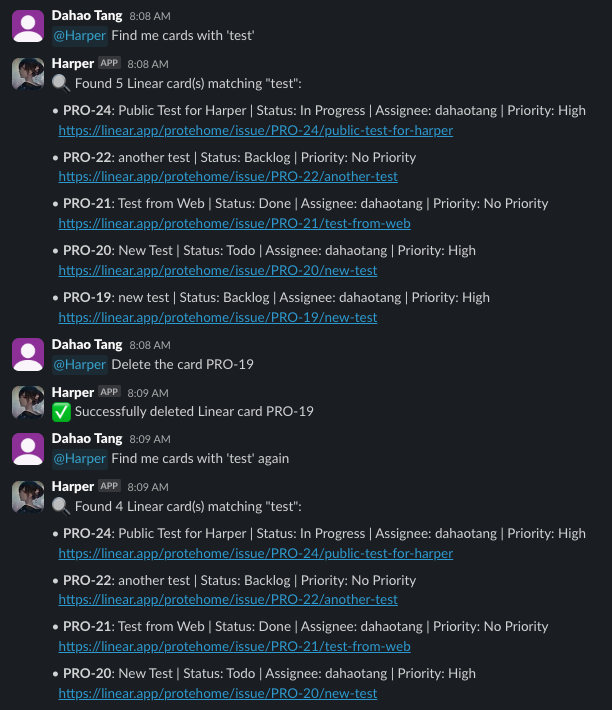 Dahao Tang 8:08 AM
@Harper Find me cards with 'test'
Harper APP 8:08 AM
Found 5 Linear card(s) matching "test":
• PRO-24: Public Test for Harper | Status: In Progress | Assignee: dahaotang | Priority: High
https://linear.app/protehome/issue/PRO-24/public-test-for-harper
• PRO-22: another test | Status: Backlog | Priority: No Priority
https://linear.app/protehome/issue/PRO-22/another-test
• PRO-21: Test from Web | Status: Done | Assignee: dahaotang | Priority: No Priority
https://linear.app/protehome/issue/PRO-21/test-from-web
• PRO-20: New Test | Status: Todo | Assignee: dahaotang | Priority: High
https://linear.app/protehome/issue/PRO-20/new-test
• PRO-19: new test | Status: Backlog | Assignee: dahaotang | Priority: High
https://linear.app/protehome/issue/PRO-19/new-test
Dahao Tang 8:08 AM
@Harper Delete the card PRO-19
Harper APP 8:09 AM
Successfully deleted Linear card PRO-19
Dahao Tang 8:09 AM
@Harper Find me cards with 'test' again
Harper APP 8:09 AM
Found 4 Linear card(s) matching "test":
• PRO-24: Public Test for Harper | Status: In Progress | Assignee: dahaotang | Priority: High
https://linear.app/protehome/issue/PRO-24/public-test-for-harper
• PRO-22: another test | Status: Backlog | Priority: No Priority
https://linear.app/protehome/issue/PRO-22/another-test
• PRO-21: Test from Web | Status: Done | Assignee: dahaotang | Priority: No Priority
https://linear.app/protehome/issue/PRO-21/test-from-web
• PRO-20: New Test | Status: Todo | Assignee: dahaotang | Priority: High
https://linear.app/protehome/issue/PRO-20/new-test